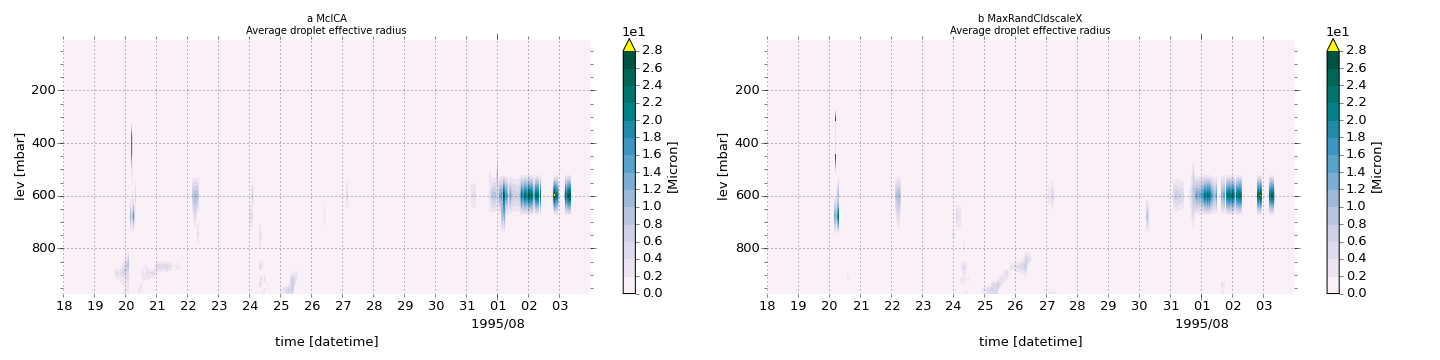 a McICA
Average droplet effective radius
1e1
2.8
2.6
2.4
2.2
2.0
1.8
1.6
1.4
1.2
1.0
0.8
0.6
0.4
0.2
0.0
[Micron]
lev [mbar]
200
400
600
800
18 19 20 21 22 23 24 25 26 27 28 29 30 31 01 02 03
1995/08
time [datetime]
b MaxRandCldscaleX
Average droplet effective radius
1e1
2.8
2.6
2.4
2.2
2.0
1.8
1.6
1.4
1.2
1.0
0.8
0.6
0.4
0.2
0.0
[Micron]
lev [mbar]
200
400
600
800
18 19 20 21 22 23 24 25 26 27 28 29 30 31 01 02 03
1995/08
time [datetime]